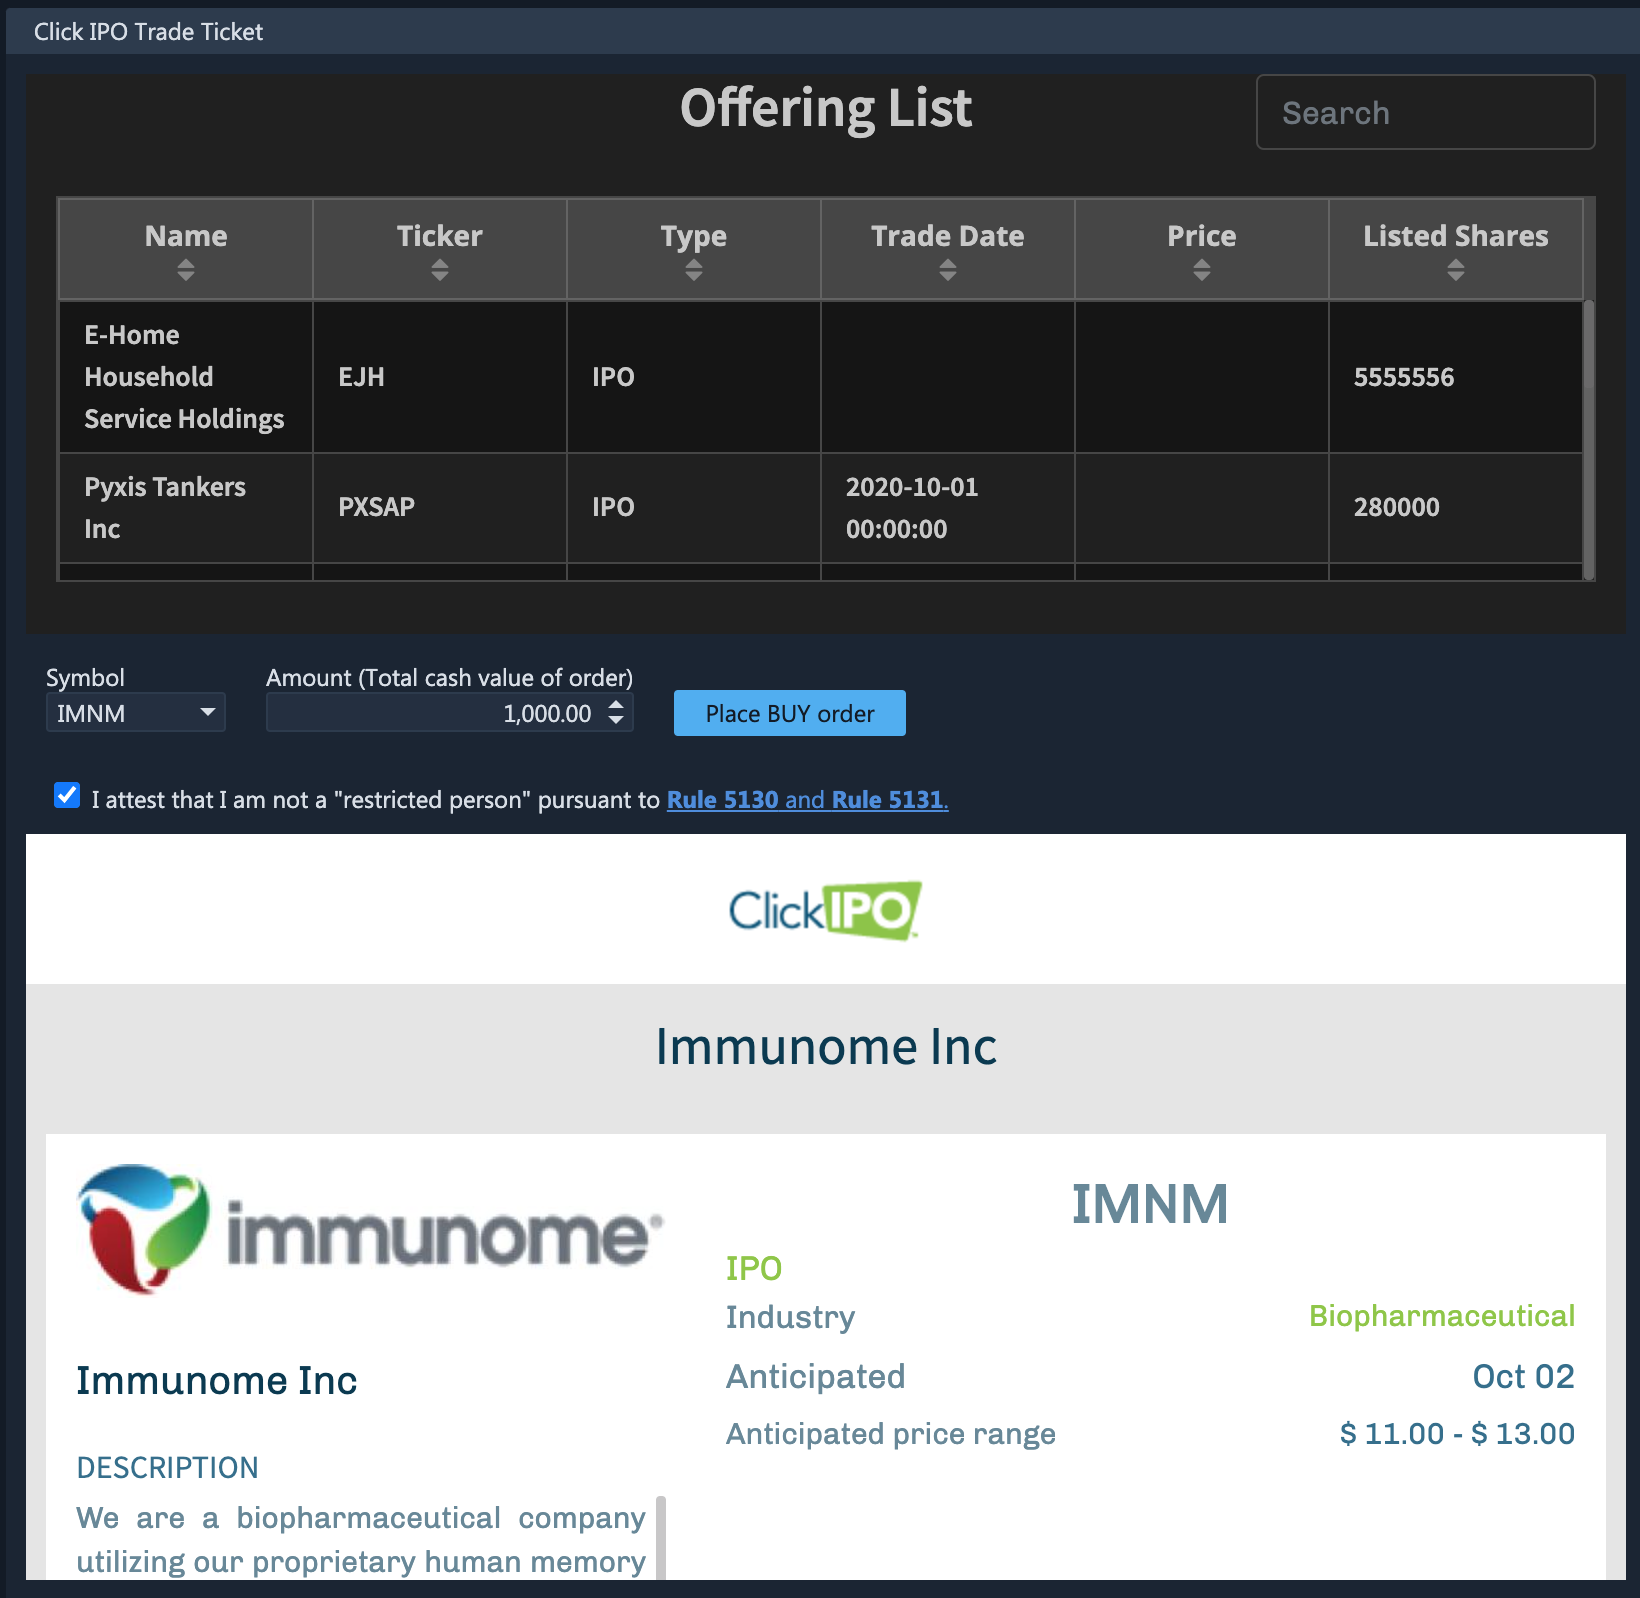 Click IPO Trade Ticket
Offering List
Search
Name Ticker Type Trade Date Price Listed Shares
E-Home
Household
Service Holdings
EJH IPO 5555556
Pyxis Tankers
Inc
PXSAP IPO
2020-10-01
00:00:00
280000
Symbol
IMNM
Amount (Total cash value of order)
1,000.00
Place BUY order
I attest that I am not a "restricted person" pursuant to Rule 5130 and Rule 5131.
ClickIPO™
Immunome Inc
immunome®
Immunome Inc
DESCRIPTION
We are a biopharmaceutical company
utilizing our proprietary human memory
IMNM
IPO
Industry Biopharmaceutical
Anticipated Oct 02
Anticipated price range $ 11.00 - $ 13.00